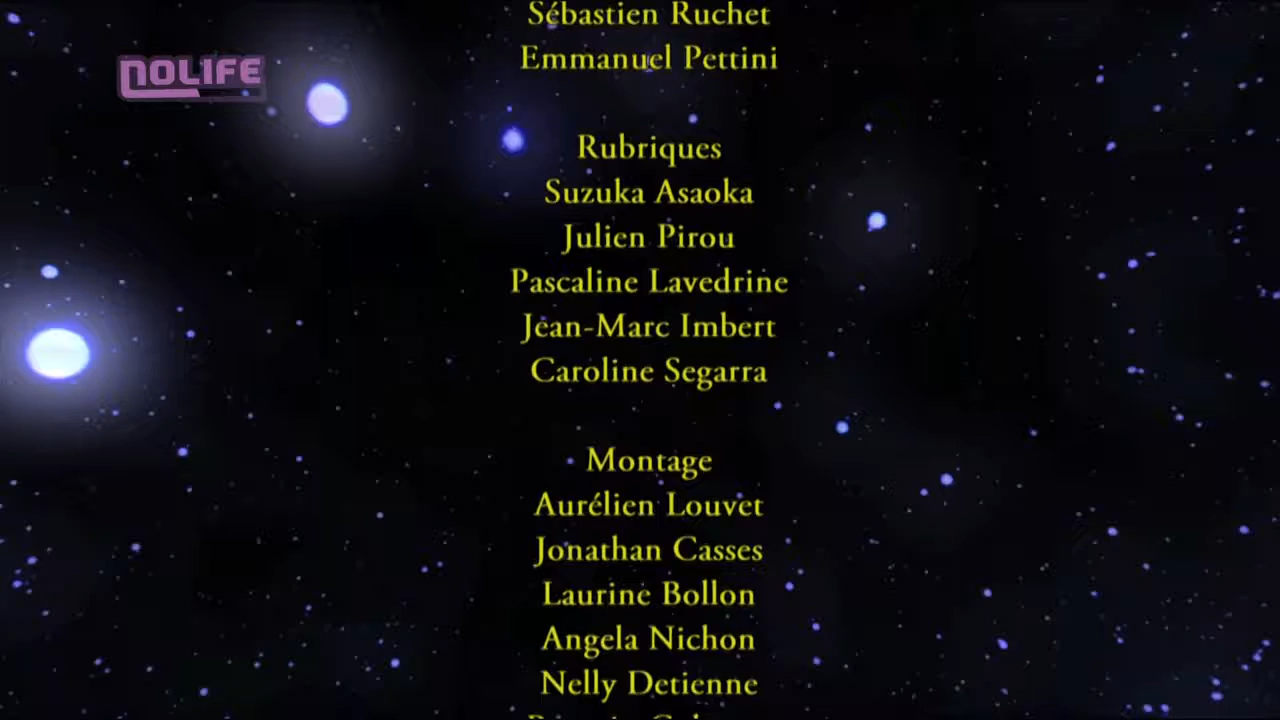 Sébastien Ruchet
NOLIFE
Emmanuel Pettini
Rubriques
Suzuka Asaoka
Julien Pirou
Pascaline Lavedrine
Jean-Marc Imbert
Caroline Segarra
Montage
Aurélien Louvet
Jonathan Casses
Laurine Bollon
Angela Nichon
Nelly Detienne